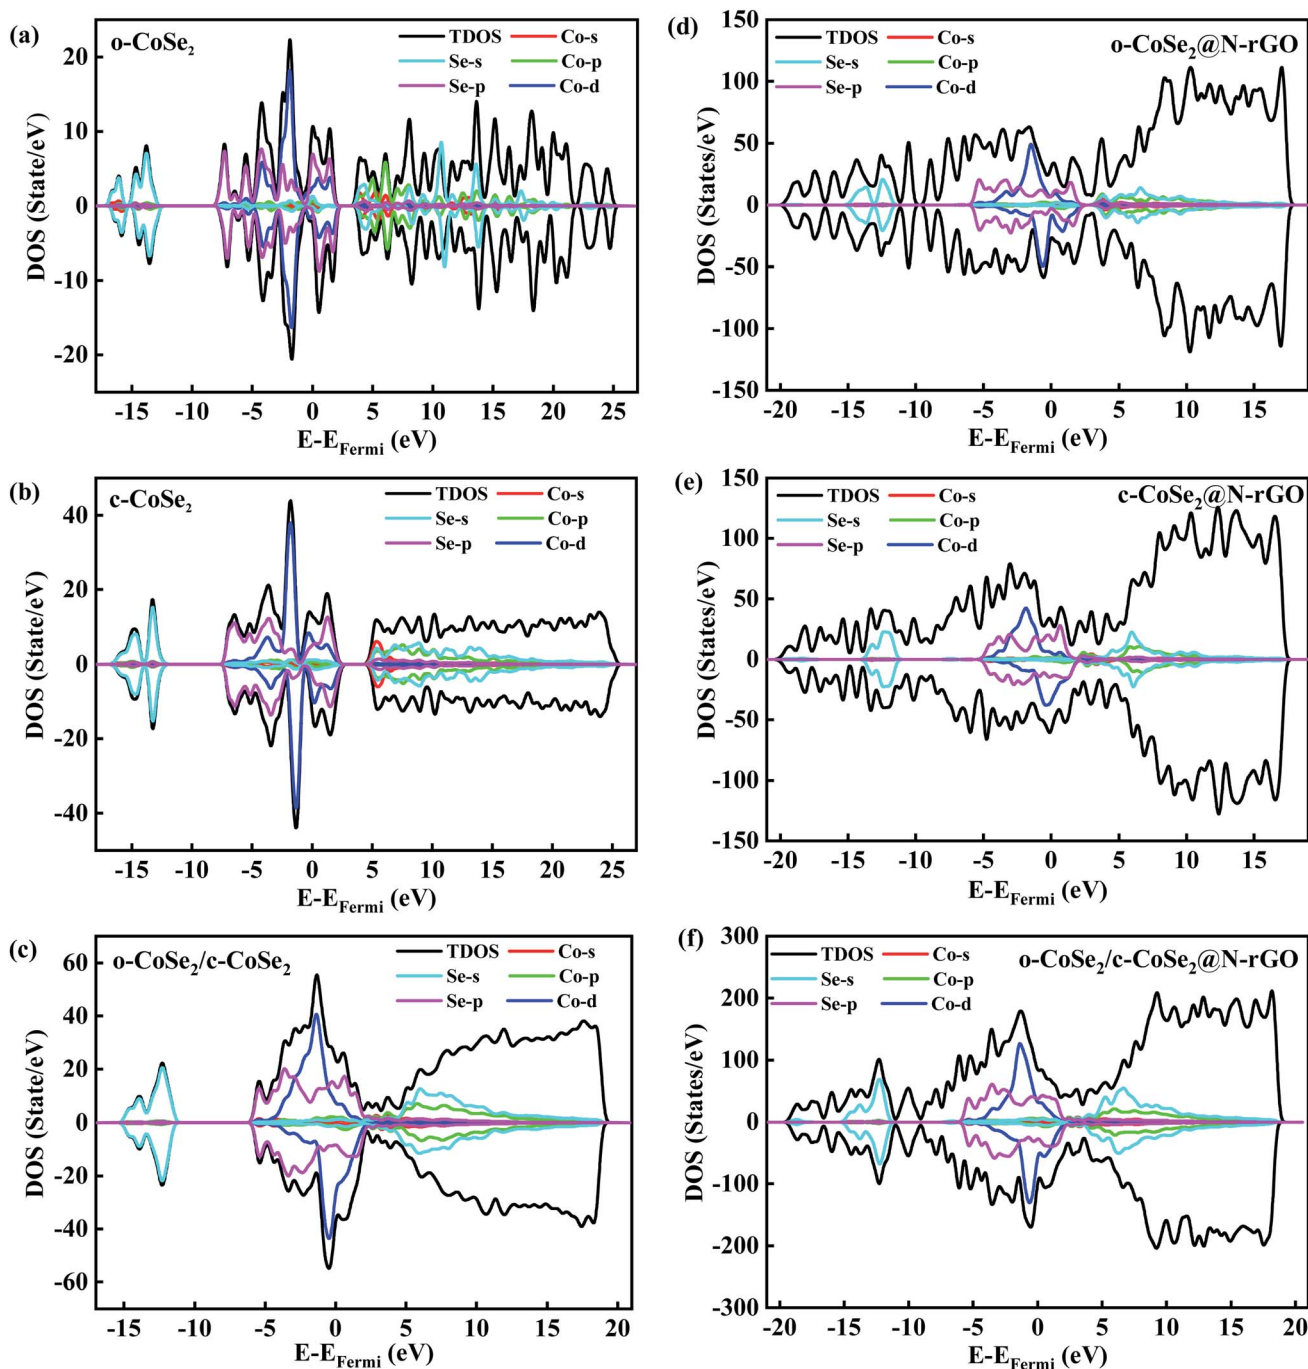 (a)
o-CoSe₂
TDOS Co-s
Se-s Co-p
Se-p Co-d
DOS (State/eV)
20
10
0
-10
-20
-15 -10 -5 0 5 10 15 20 25
E-E_Fermi (eV)
(d)
TDOS Co-s
Se-s Co-p
Se-p Co-d
o-CoSe₂@N-rGO
DOS (States/eV)
150
100
50
0
-50
-100
-150
-20 -15 -10 -5 0 5 10 15
E-E_Fermi (eV)
(b)
c-CoSe₂
TDOS Co-s
Se-s Co-p
Se-p Co-d
DOS (State/eV)
40
20
0
-20
-40
-15 -10 -5 0 5 10 15 20 25
E-E_Fermi (eV)
(e)
TDOS Co-s
Se-s Co-p
Se-p Co-d
c-CoSe₂@N-rGO
DOS (States/eV)
150
100
50
0
-50
-100
-150
-20 -15 -10 -5 0 5 10 15
E-E_Fermi (eV)
(c)
o-CoSe₂/c-CoSe₂
TDOS Co-s
Se-s Co-p
Se-p Co-d
DOS (State/eV)
60
40
20
0
-20
-40
-60
-15 -10 -5 0 5 10 15 20
E-E_Fermi (eV)
(f)
TDOS Co-s
Se-s Co-p
Se-p Co-d
o-CoSe₂/c-CoSe₂@N-rGO
DOS (States/eV)
300
200
100
0
-100
-200
-300
-20 -15 -10 -5 0 5 10 15 20
E-E_Fermi (eV)